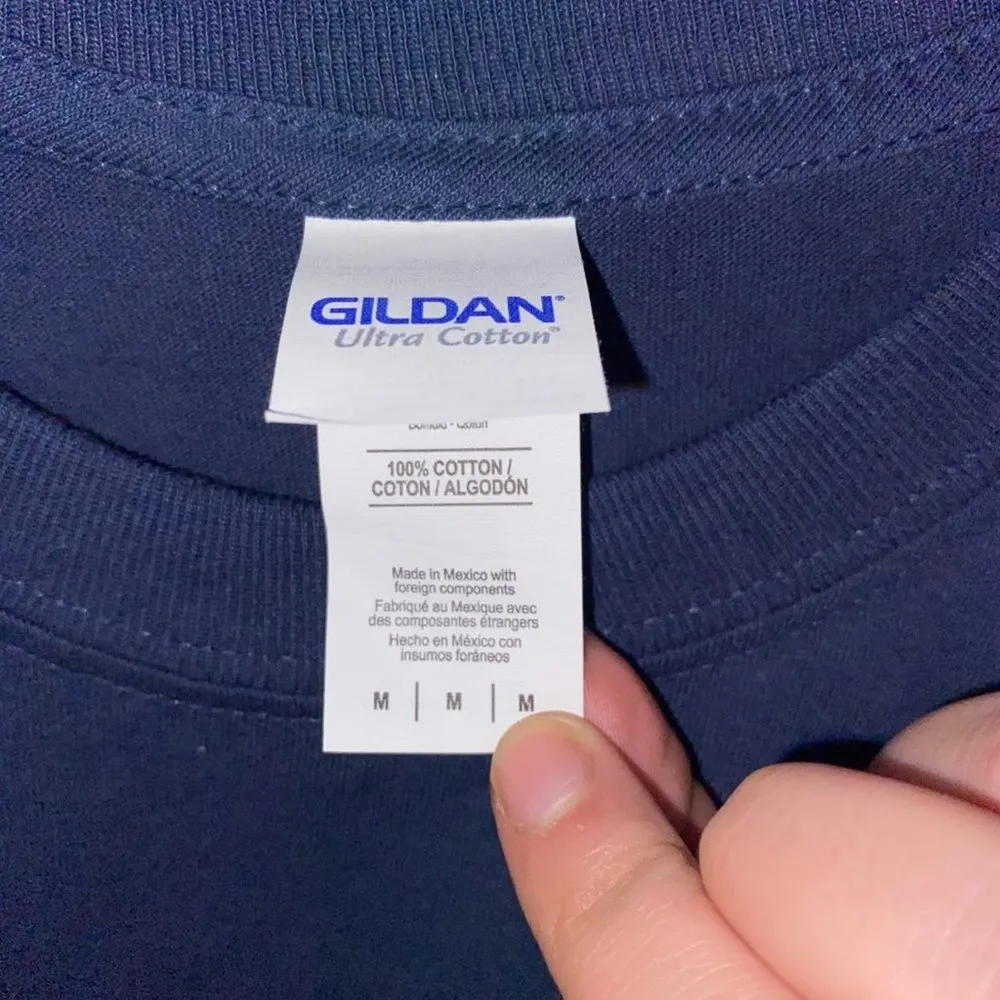 GILDAN®
Ultra Cotton®
100% COTTON /
COTON / ALGODÓN
Made in Mexico with
foreign components
Fabriqué au Mexique avec
des composantes étrangers
Hecho en México con
insumos foráneos
M | M | M